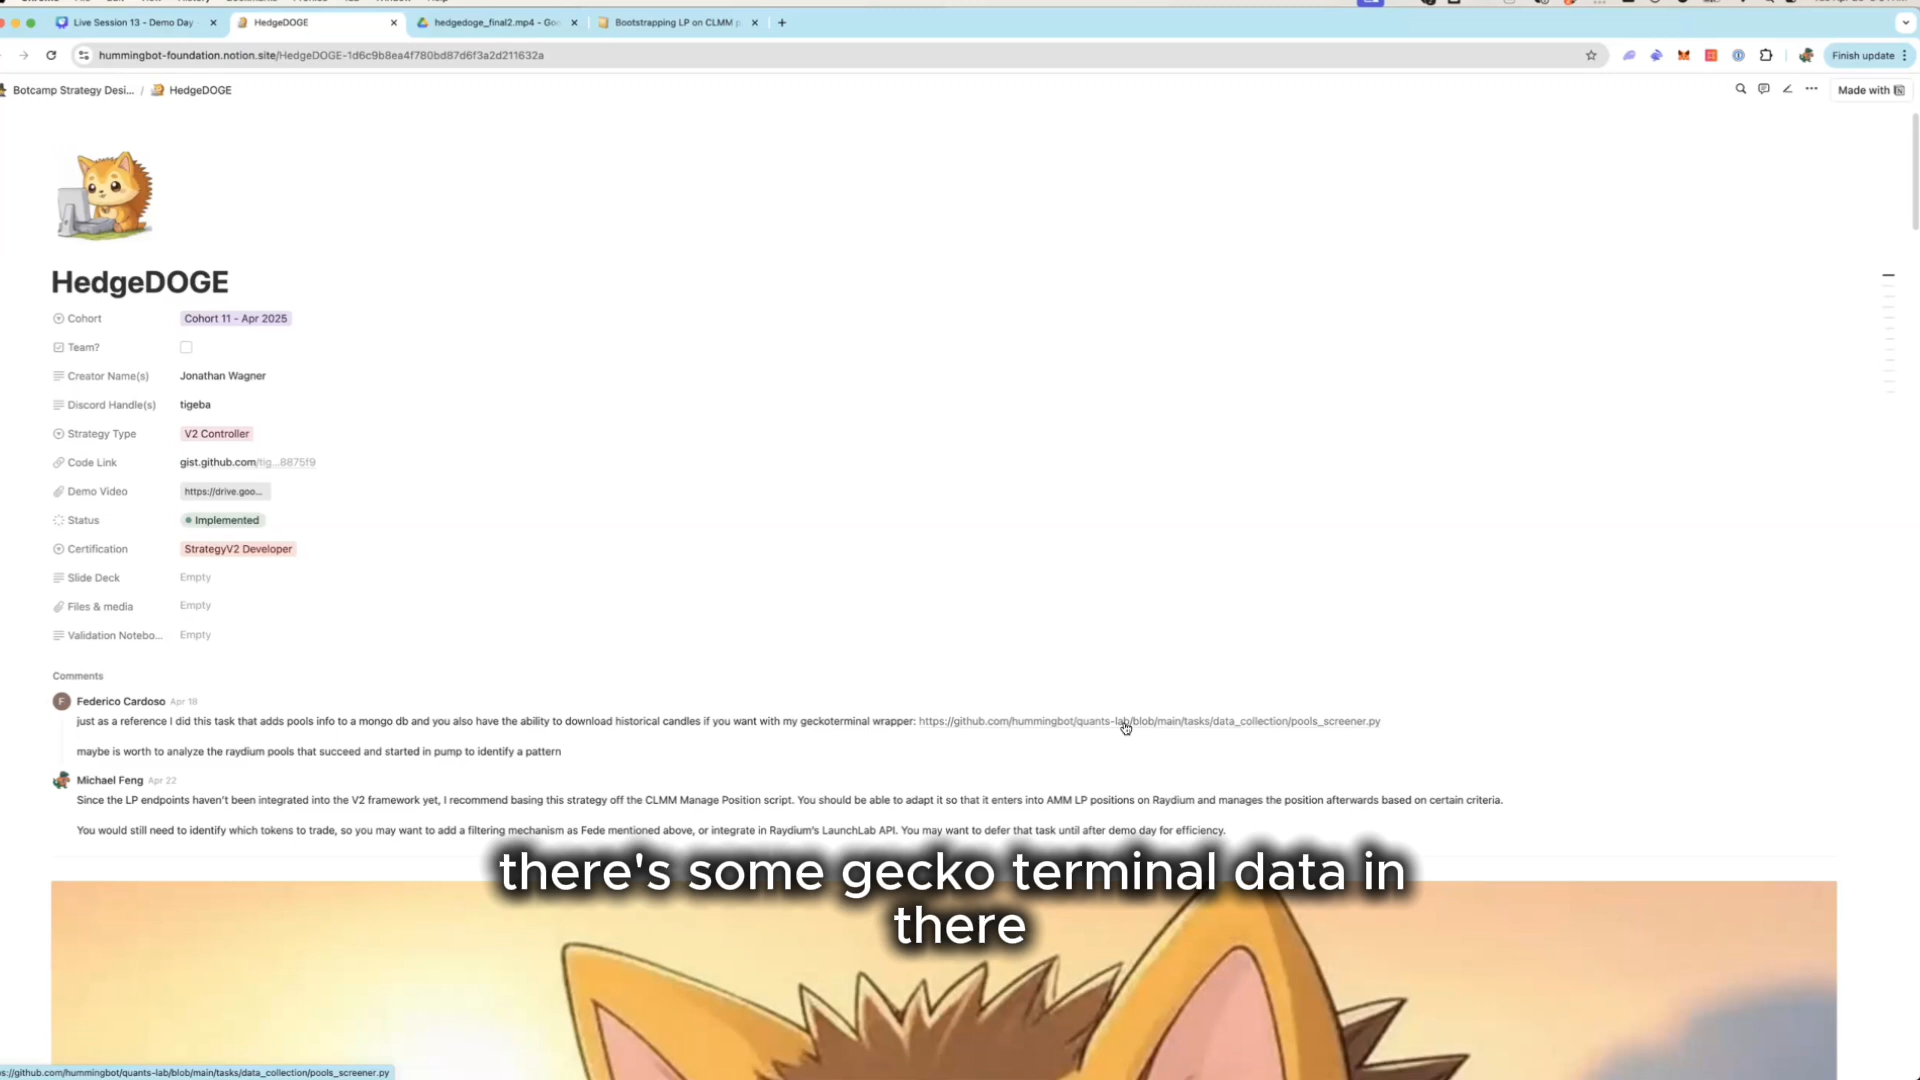 Live Session 13 - Demo Day
HedgeDOGE
hedgedoge_final2.mp4 - Go
Bootstrapping LP on CLMM p
hummingbot-foundation.notion.site/HedgeDOGE-1d6c9b8ea4f780bd87d6f3a2d211632a
Finish update
Botcamp Strategy Desi... / HedgeDOGE
Made with
HedgeDOGE
Cohort Cohort 11 - Apr 2025
Team?
Creator Name(s) Jonathan Wagner
Discord Handle(s) tigeba
Strategy Type V2 Controller
Code Link gist.github.com/tig...8875f9
Demo Video https://drive.goo...
Status Implemented
Certification StrategyV2 Developer
Slide Deck Empty
Files & media Empty
Validation Notebo... Empty
Comments
F Federico Cardoso Apr 18
just as a reference I did this task that adds pools info to a mongo db and you also have the ability to download historical candles if you want with my geckoterminal wrapper: https://github.com/hummingbot/quants-lab/blob/main/tasks/data_collection/pools_screener.py
maybe is worth to analyze the raydium pools that succeed and started in pump to identify a pattern
Michael Feng Apr 22
Since the LP endpoints haven't been integrated into the V2 framework yet, I recommend basing this strategy off the CLMM Manage Position script. You should be able to adapt it so that it enters into AMM LP positions on Raydium and manages the position afterwards based on certain criteria.
You would still need to identify which tokens to trade, so you may want to add a filtering mechanism as Fede mentioned above, or integrate in Raydium's LaunchLab API. You may want to defer that task until after demo day for efficiency.
there's some gecko terminal data in
there
s://github.com/hummingbot/quants-lab/blob/main/tasks/data_collection/pools_screener.py